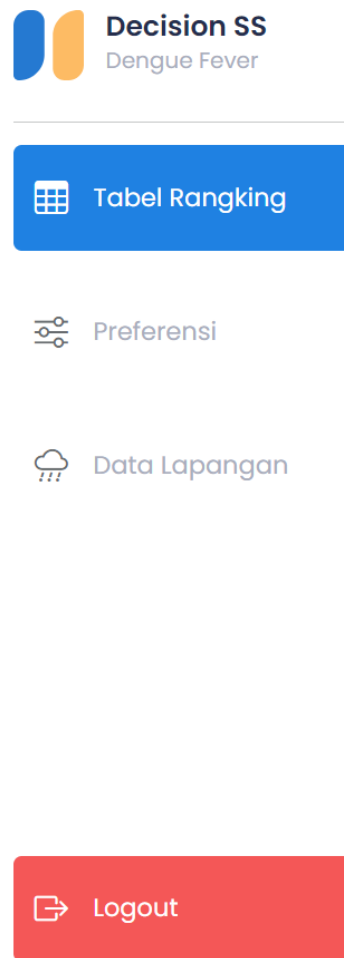 Decision SS
Dengue Fever
Tabel Rangking
Preferensi
Data Lapangan
Logout